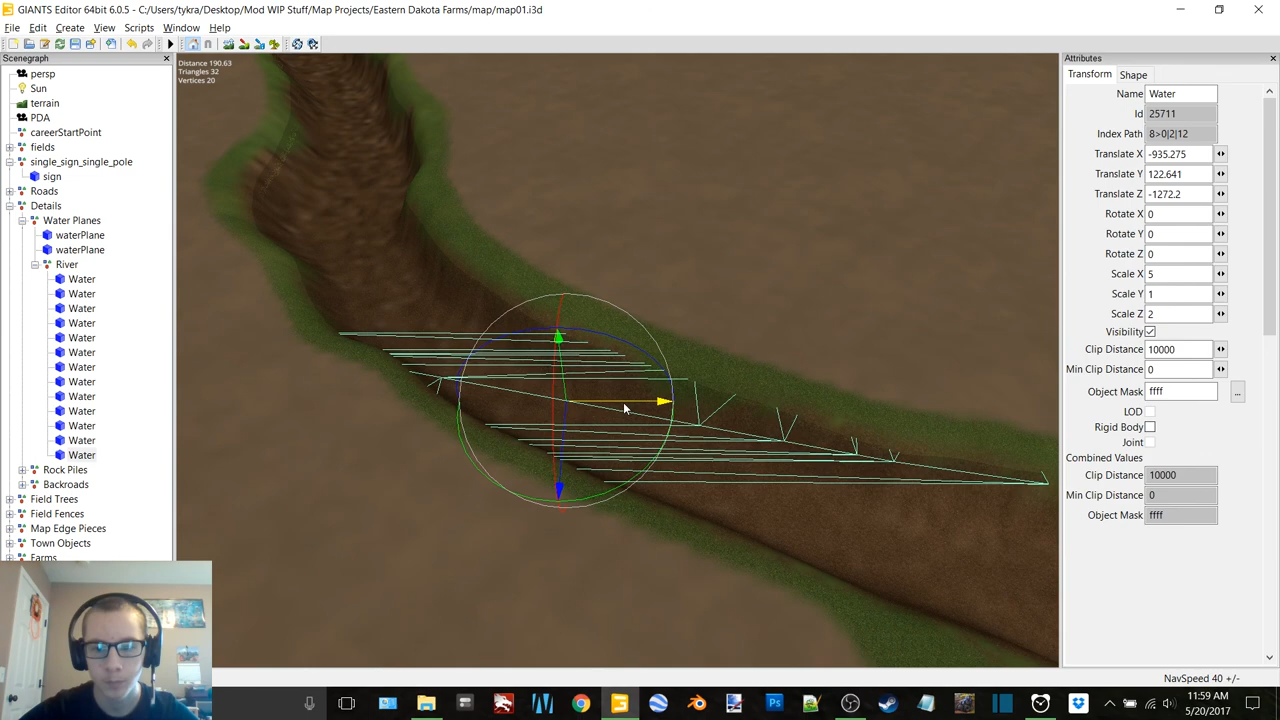 GIANTS Editor 64bit 6.0.5 - C:/Users/tykra/Desktop/Mod WIP Stuff/Map Projects/Eastern Dakota Farms/map/map01.i3d
File Edit Create View Scripts Window Help
Scenegraph
persp
Sun
terrain
PDA
careerStartPoint
fields
single_sign_single_pole
sign
Roads
Details
Water Planes
waterPlane
waterPlane
River
Water
Water
Water
Water
Water
Water
Water
Water
Water
Water
Water
Water
Water
Rock Piles
Backroads
Field Trees
Field Fences
Map Edge Pieces
Town Objects
Farms
Distance 190.63
Triangles 32
Vertices 20
Attributes
Transform Shape
Name Water
Id 25711
Index Path 8>0|2|12
Translate X -935.275
Translate Y 122.641
Translate Z -1272.2
Rotate X 0
Rotate Y 0
Rotate Z 0
Scale X 5
Scale Y 1
Scale Z 2
Visibility
Clip Distance 10000
Min Clip Distance 0
Object Mask ffff ...
LOD
Rigid Body
Joint
Combined Values
Clip Distance 10000
Min Clip Distance 0
Object Mask ffff
NavSpeed 40 +/-
11:59 AM
5/20/2017